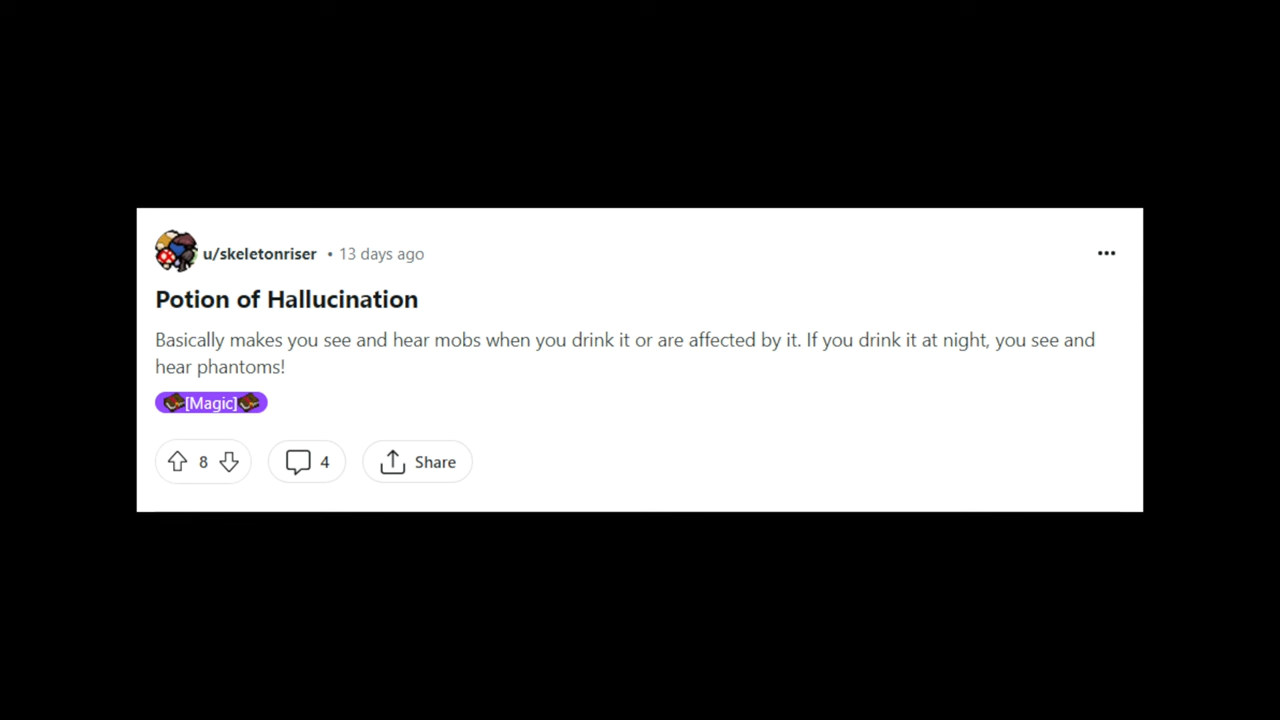 u/skeletonriser • 13 days ago
Potion of Hallucination
Basically makes you see and hear mobs when you drink it or are affected by it. If you drink it at night, you see and
hear phantoms!
[Magic]
8 4 Share